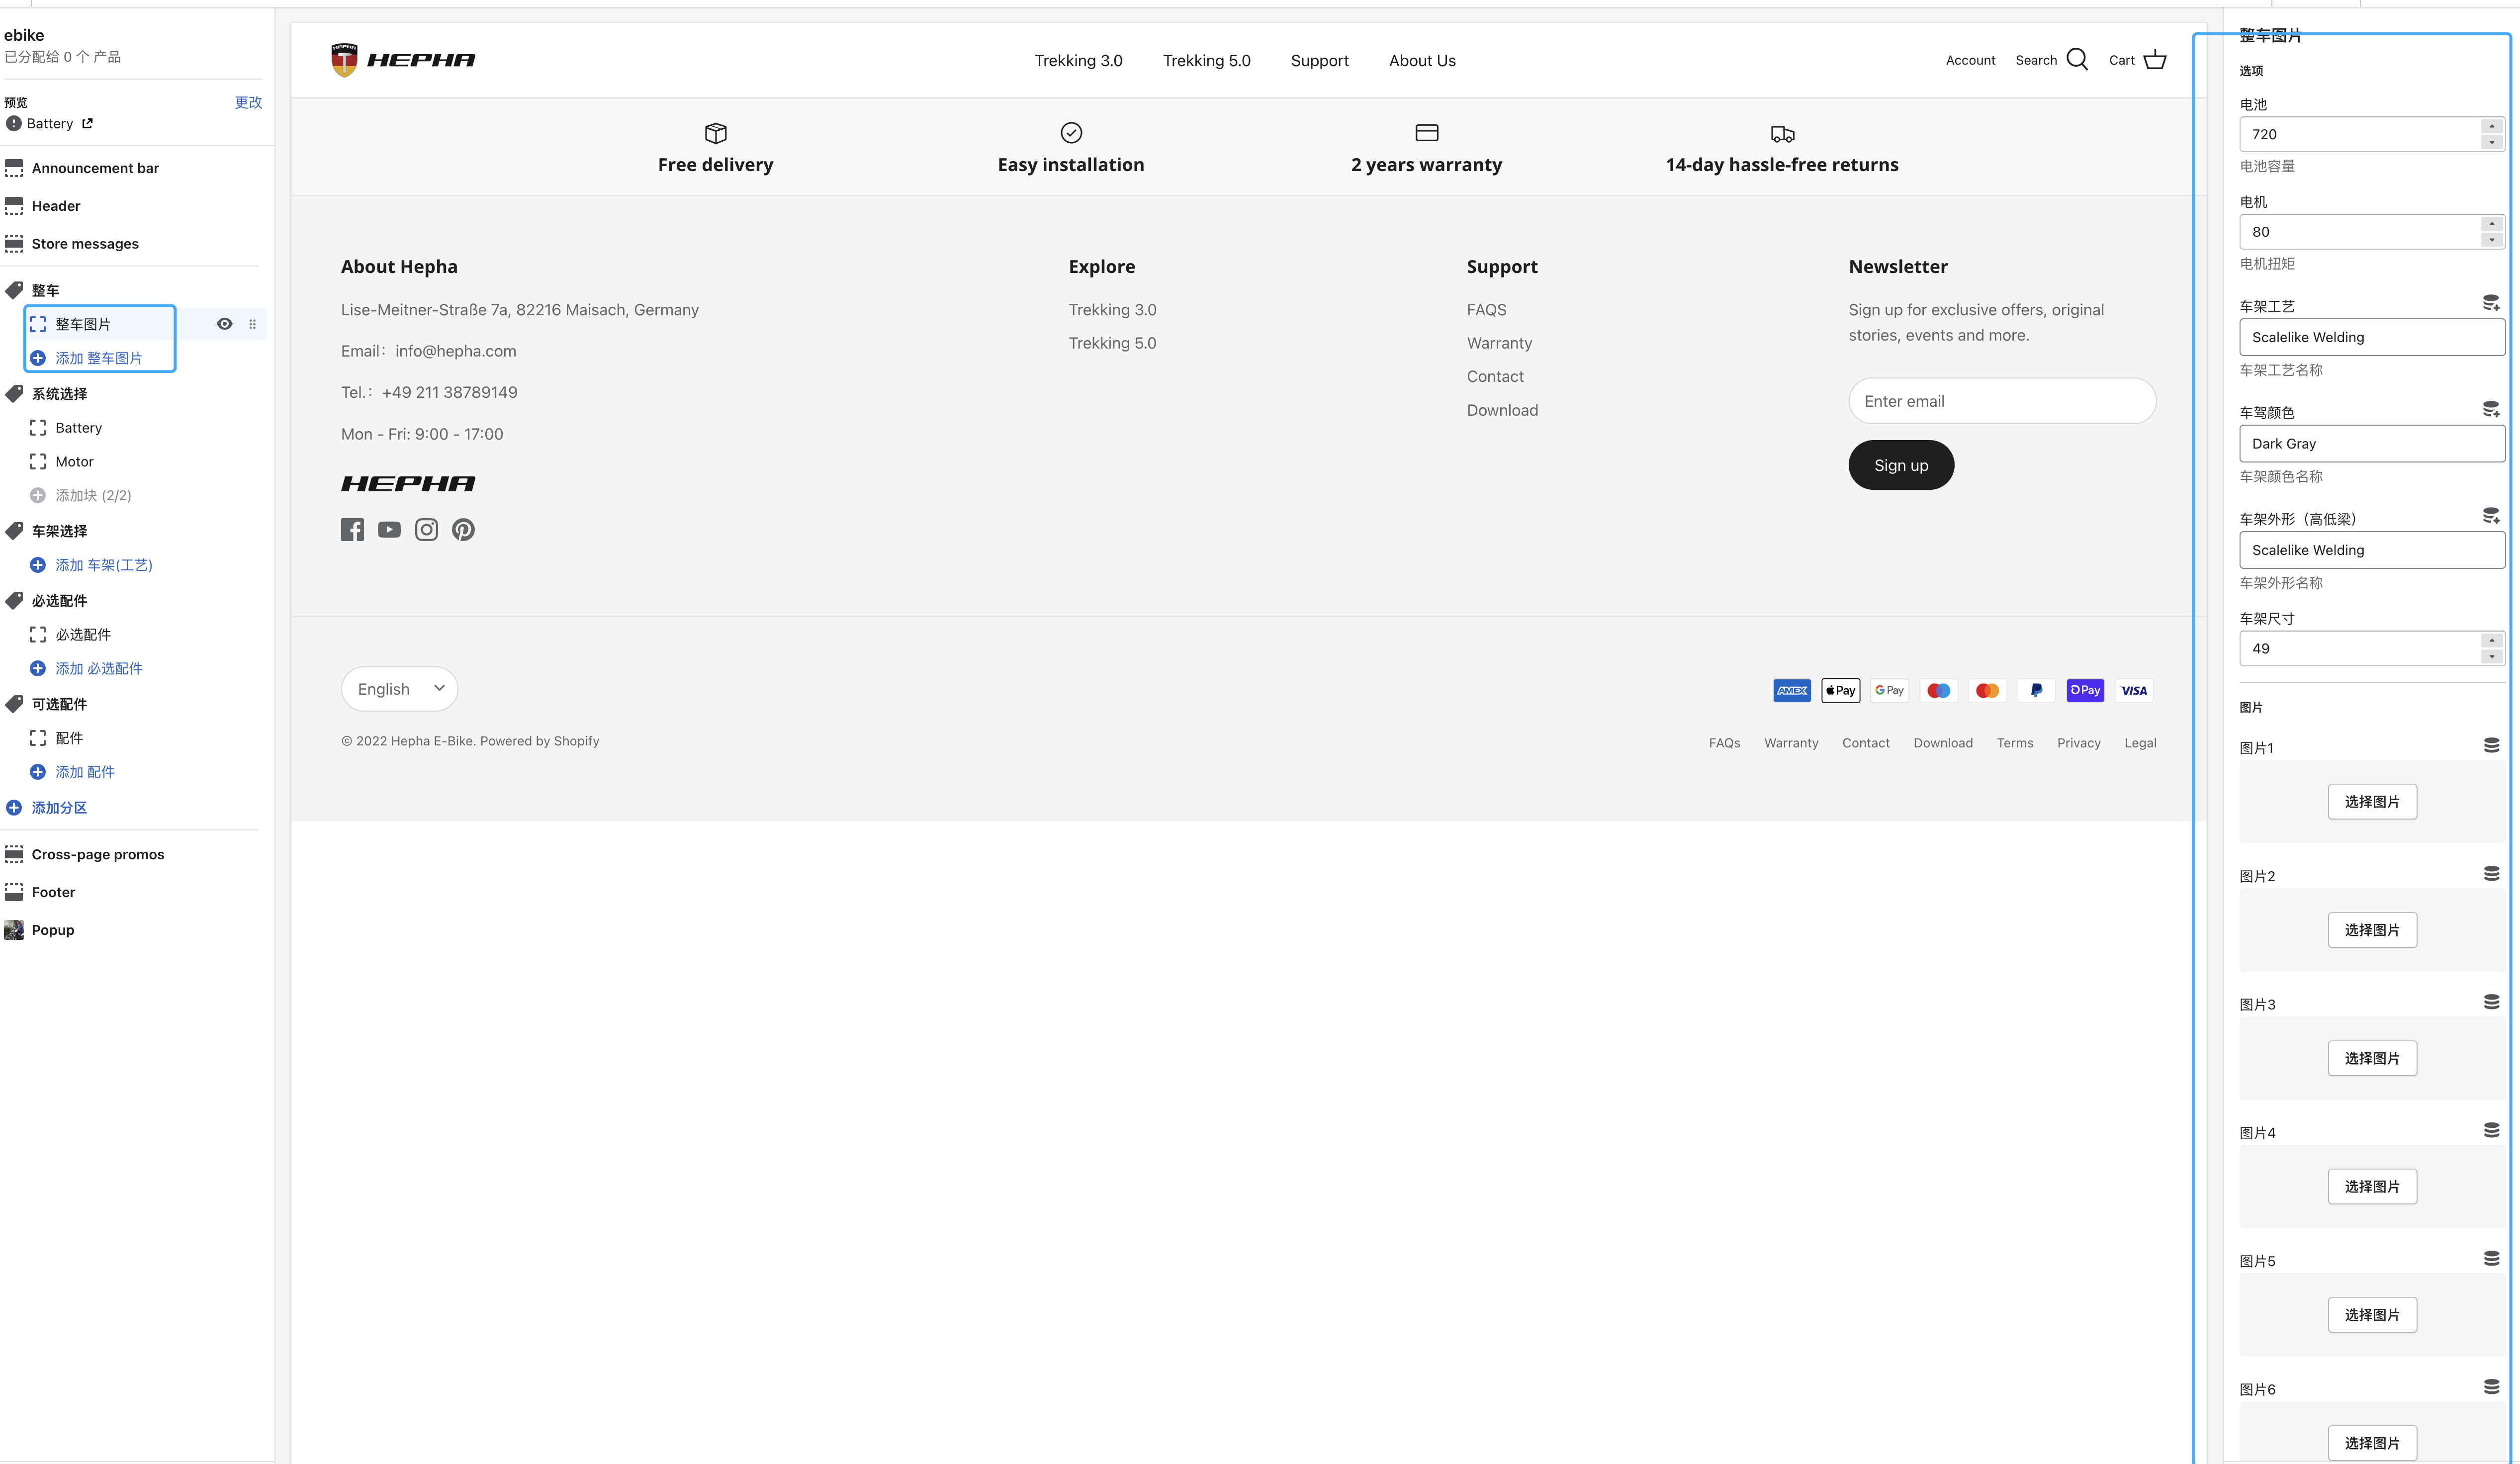 ebike
已分配给 0 个 产品
预览
更改
Battery
Announcement bar
Header
Store messages
整车
整车图片
添加 整车图片
系统选择
Battery
Motor
添加块 (2/2)
车架选择
添加 车架(工艺)
必选配件
必选配件
添加 必选配件
可选配件
配件
添加 配件
添加分区
Cross-page promos
Footer
Popup
HEPHA
HEPHA
Trekking 3.0
Trekking 5.0
Support
About Us
Account
Search
Cart
Free delivery
Easy installation
2 years warranty
14-day hassle-free returns
About Hepha
Lise-Meitner-Straße 7a, 82216 Maisach, Germany
Email：info@hepha.com
Tel.：+49 211 38789149
Mon - Fri: 9:00 - 17:00
HEPHA
Explore
Trekking 3.0
Trekking 5.0
Support
FAQS
Warranty
Contact
Download
Newsletter
Sign up for exclusive offers, original
stories, events and more.
Enter email
Sign up
English
© 2022 Hepha E-Bike. Powered by Shopify
AMEX
Pay
G Pay
Pay
VISA
FAQs
Warranty
Contact
Download
Terms
Privacy
Legal
整车图片
选项
电池
720
电池容量
电机
80
电机扭矩
车架工艺
Scalelike Welding
车架工艺名称
车驾颜色
Dark Gray
车架颜色名称
车架外形（高低梁）
Scalelike Welding
车架外形名称
车架尺寸
49
图片
图片1
选择图片
图片2
选择图片
图片3
选择图片
图片4
选择图片
图片5
选择图片
图片6
选择图片